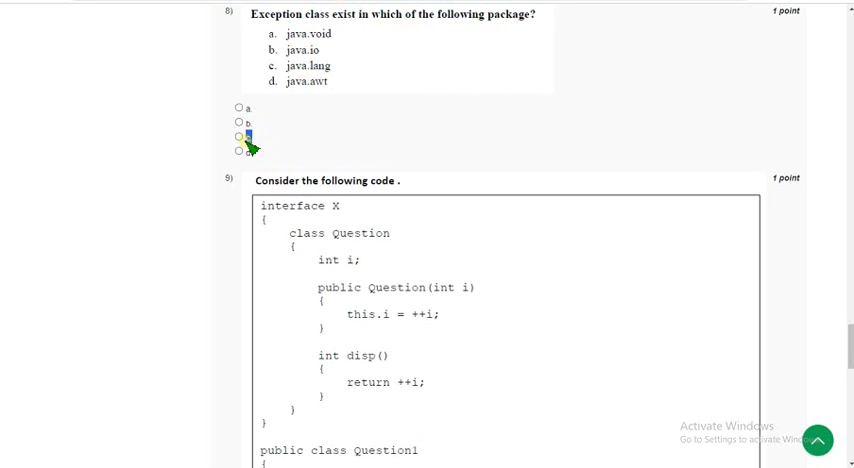 8) Exception class exist in which of the following package? 1 point
a. java.void
b. java.io
c. java.lang
d. java.awt
a.
b.
9) Consider the following code . 1 point
interface X
{
class Question
{
int i;
public Question(int i)
{
this.i = ++i;
}
int disp()
{
return ++i;
}
}
}
public class Question1
{
Activate Windows
Go to Settings to activate Windows